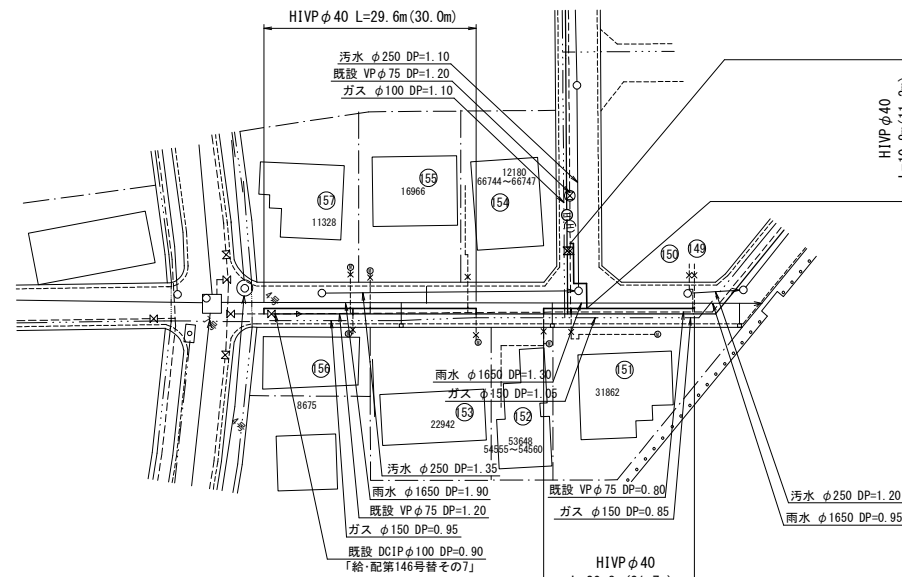 HIVPφ40 L=29.6m(30.0m)
汚水 φ250 DP=1.10
既設 VPφ75 DP=1.20
ガス φ100 DP=1.10
HIVPφ40
157
11328
155
16966
12180
66744～66747
154
150
149
156
8675
153
22942
152
53648
54555～54560
151
31862
雨水 φ1650 DP=1.30
ガス φ150 DP=1.05
汚水 φ250 DP=1.35
雨水 φ1650 DP=1.90
既設 VPφ75 DP=1.20
ガス φ150 DP=0.95
既設 DCIPφ100 DP=0.90
「給・配第146号替その7」
既設 VPφ75 DP=0.80
ガス φ150 DP=0.85
汚水 φ250 DP=1.20
雨水 φ1650 DP=0.95
HIVPφ40